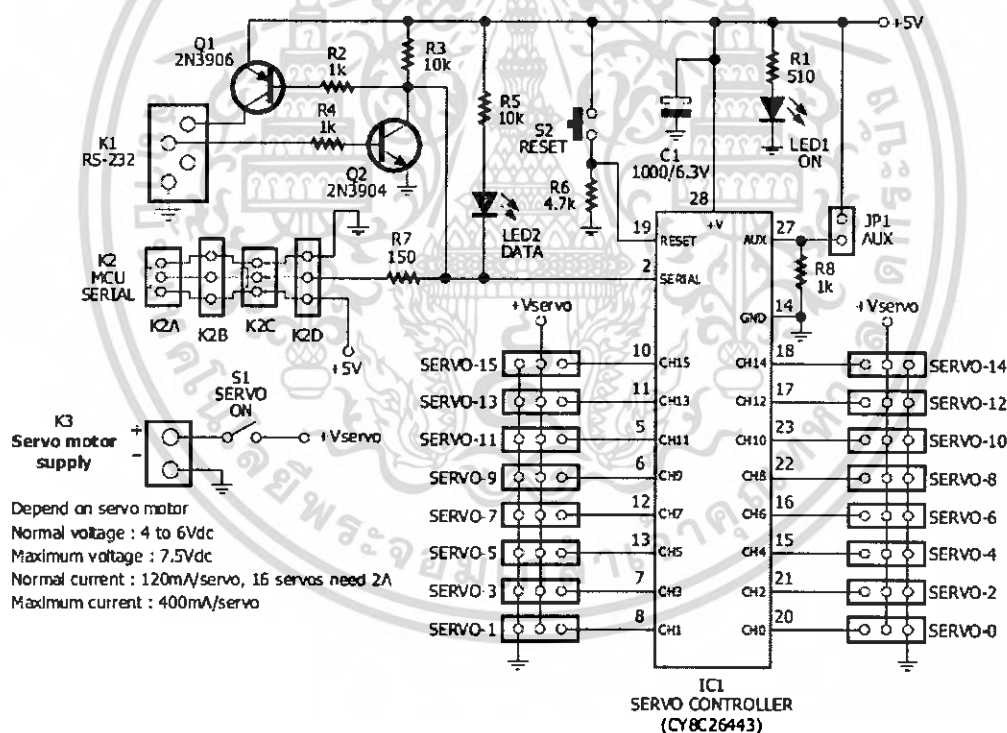 +5V
Q1
2N3906
R2
1k
R3
10k
R4
1k
Q2
2N3904
K1
RS-232
R5
10k
LED2
DATA
S2
RESET
R6
4.7k
C1
1000/6.3V
R1
510
LED1
ON
JP1
AUX
R8
1k
K2
MCU
SERIAL
K2A
K2B
K2C
K2D
+5V
R7
150
28
+V
19
RESET
2
SERIAL
27
AUX
14
GND
+Vservo
+Vservo
SERVO-15
10
CH15
CH14
18
SERVO-14
SERVO-13
11
CH13
CH12
17
SERVO-12
SERVO-11
5
CH11
CH10
23
SERVO-10
SERVO-9
6
CH9
CH8
22
SERVO-8
SERVO-7
12
CH7
CH6
16
SERVO-6
SERVO-5
13
CH5
CH4
15
SERVO-4
SERVO-3
7
CH3
CH2
21
SERVO-2
SERVO-1
8
CH1
CH0
20
SERVO-0
K3
Servo motor
supply
+
-
S1
SERVO
ON
+Vservo
Depend on servo motor
Normal voltage : 4 to 6Vdc
Maximum voltage : 7.5Vdc
Normal current : 120mA/servo, 16 servos need 2A
Maximum current : 400mA/servo
IC1
SERVO CONTROLLER
(CY8C26443)